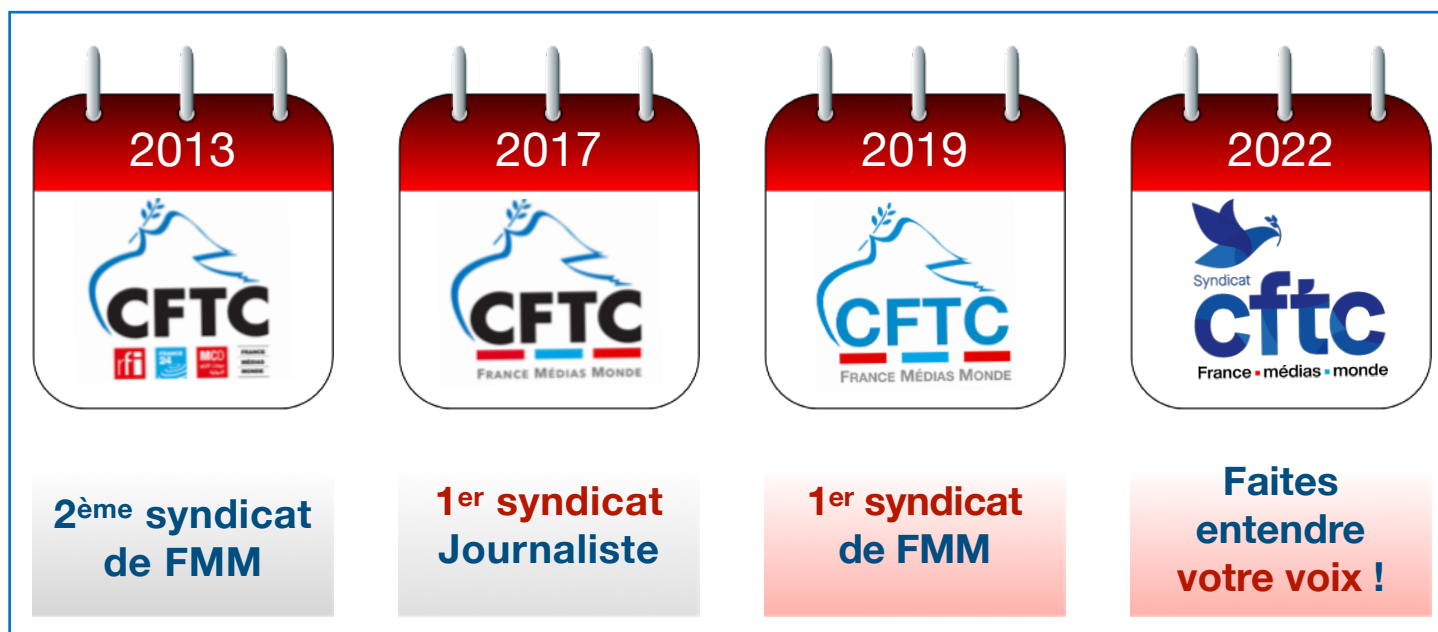 2013
CFTC
rfi
FRANCE
24
MCD
FRANCE
MÉDIAS
MONDE
2ème syndicat
de FMM
2017
CFTC
FRANCE MÉDIAS MONDE
1er syndicat
Journaliste
2019
CFTC
FRANCE MÉDIAS MONDE
1er syndicat
de FMM
2022
Syndicat
cftc
France médias monde
Faites
entendre
votre voix !